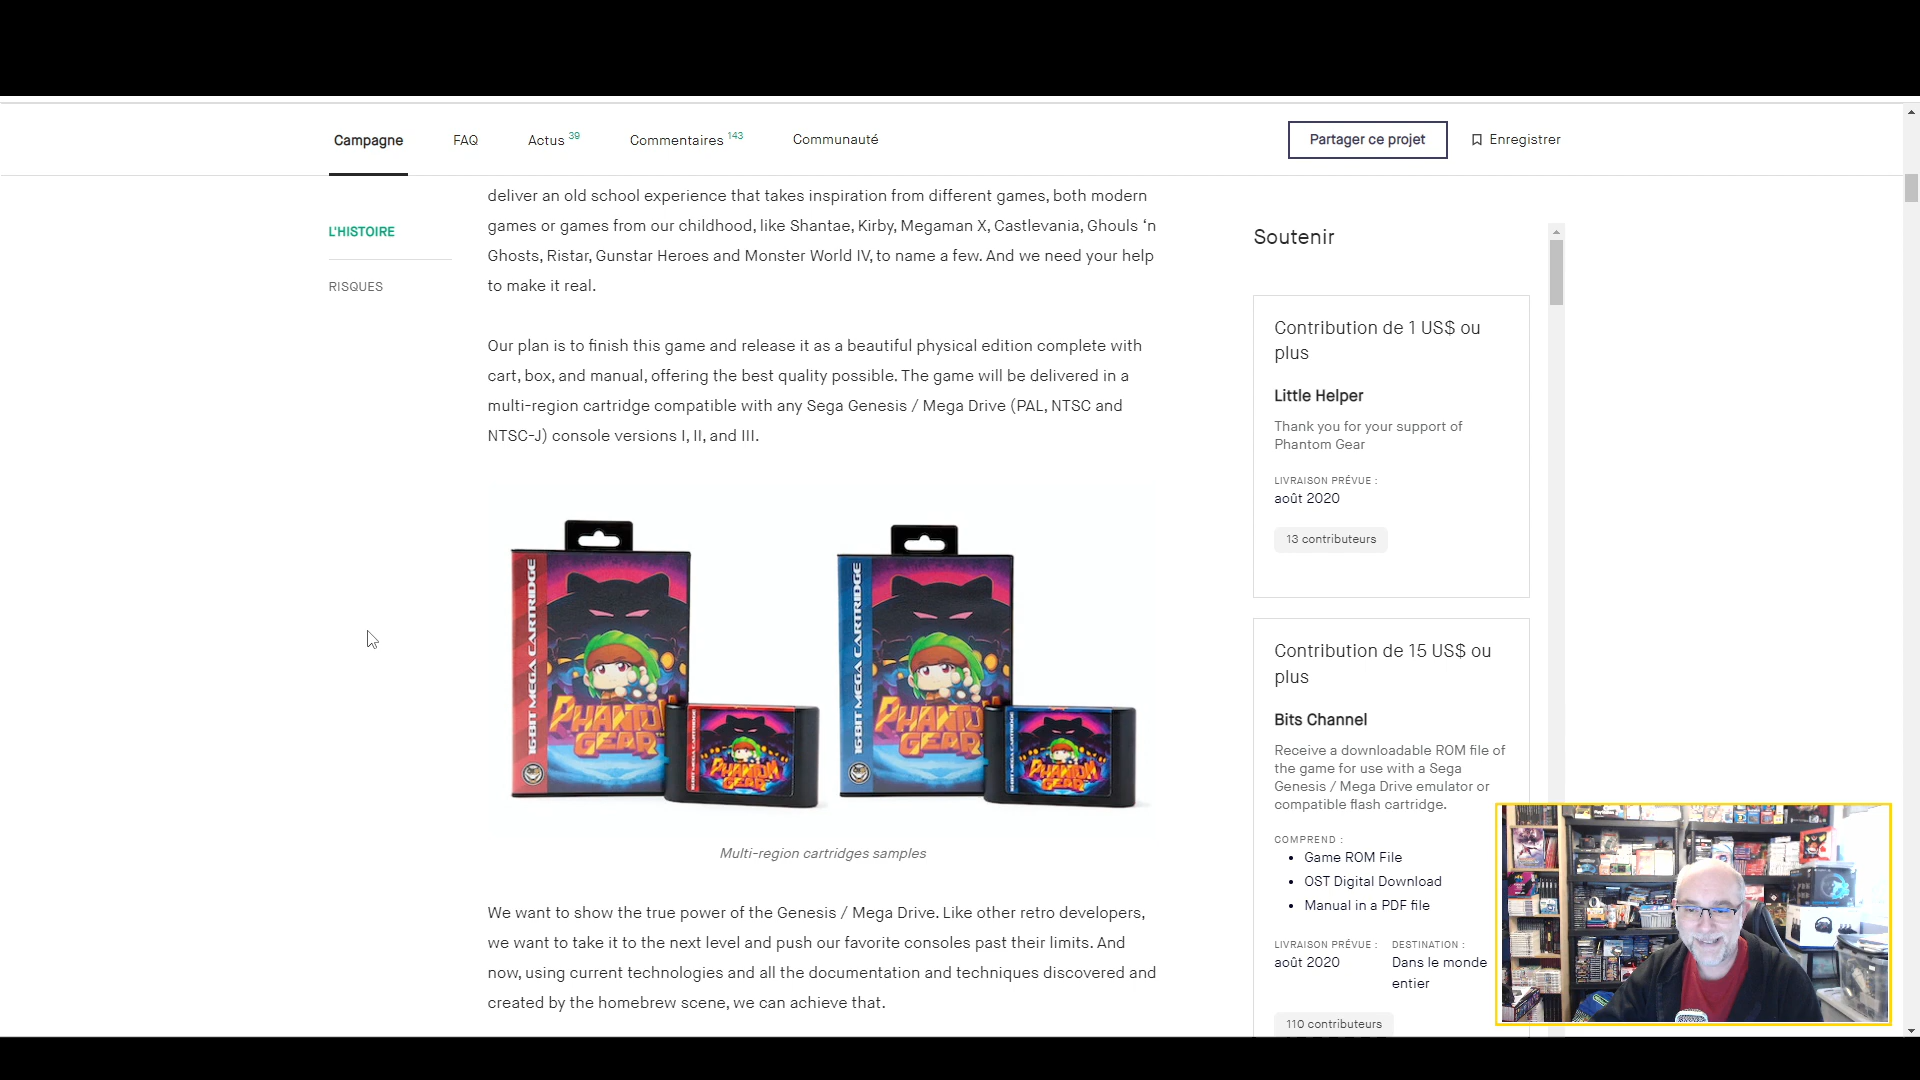 Campagne
FAQ
Actus 39
Commentaires 143
Communauté
Partager ce projet
Enregistrer
L'HISTOIRE
RISQUES
deliver an old school experience that takes inspiration from different games, both modern
games or games from our childhood, like Shantae, Kirby, Megaman X, Castlevania, Ghouls ‘n
Ghosts, Ristar, Gunstar Heroes and Monster World IV, to name a few. And we need your help
to make it real.
Our plan is to finish this game and release it as a beautiful physical edition complete with
cart, box, and manual, offering the best quality possible. The game will be delivered in a
multi-region cartridge compatible with any Sega Genesis / Mega Drive (PAL, NTSC and
NTSC-J) console versions I, II, and III.
16-BIT MEGA CARTRIDGE
PHANTOM
GEAR
16-BIT MEGA CARTRIDGE
PHANTOM
GEAR
16-BIT MEGA CARTRIDGE
PHANTOM
GEAR
16-BIT MEGA CARTRIDGE
PHANTOM
GEAR
Multi-region cartridges samples
We want to show the true power of the Genesis / Mega Drive. Like other retro developers,
we want to take it to the next level and push our favorite consoles past their limits. And
now, using current technologies and all the documentation and techniques discovered and
created by the homebrew scene, we can achieve that.
Soutenir
Contribution de 1 US$ ou
plus
Little Helper
Thank you for your support of
Phantom Gear
LIVRAISON PRÉVUE :
août 2020
13 contributeurs
Contribution de 15 US$ ou
plus
Bits Channel
Receive a downloadable ROM file of
the game for use with a Sega
Genesis / Mega Drive emulator or
compatible flash cartridge.
COMPREND :
• Game ROM File
• OST Digital Download
• Manual in a PDF file
LIVRAISON PRÉVUE :
août 2020
DESTINATION :
Dans le monde
entier
110 contributeurs